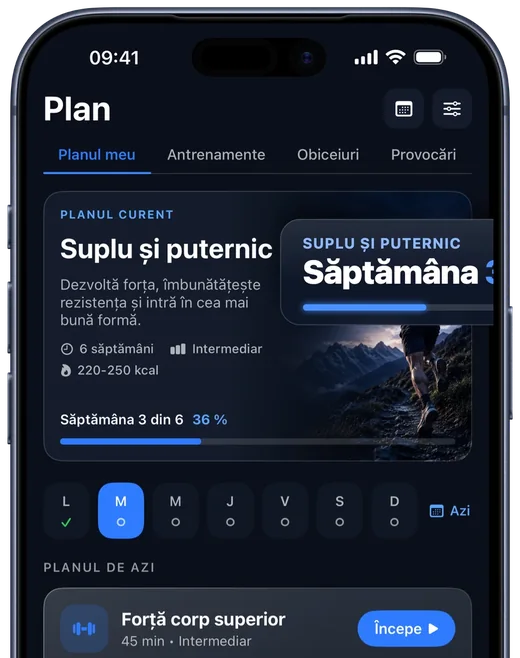 09:41
Plan
Planul meu
Antrenamente
Obiceiuri
Provocări
PLANUL CURENT
Suplu și puternic
Dezvoltă forța, îmbunătățește
rezistența și intră în cea mai
bună formă.
6 săptămâni
Intermediar
220-250 kcal
Săptămâna 3 din 6 36 %
SUPLU ȘI PUTERNIC
Săptămâna
L M M J V S D
Azi
PLANUL DE AZI
Forță corp superior
45 min • Intermediar
Începe